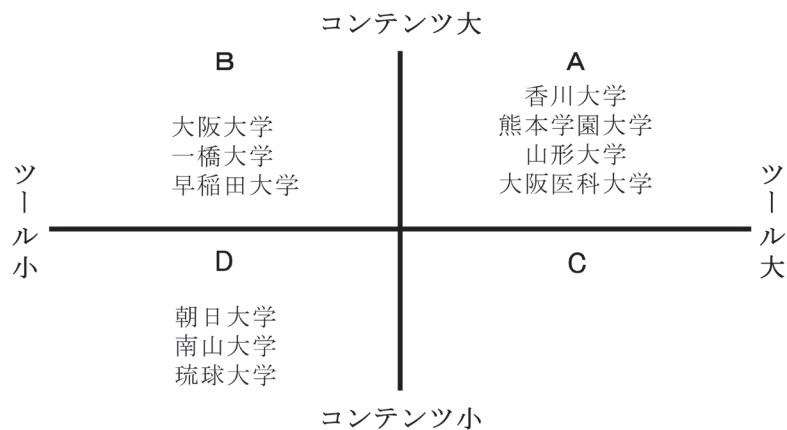 コンテンツ大
B
大阪大学
一橋大学
早稲田大学
A
香川大学
熊本学園大学
山形大学
大阪医科大学
ツール小
ツール大
D
朝日大学
南山大学
琉球大学
C
コンテンツ小